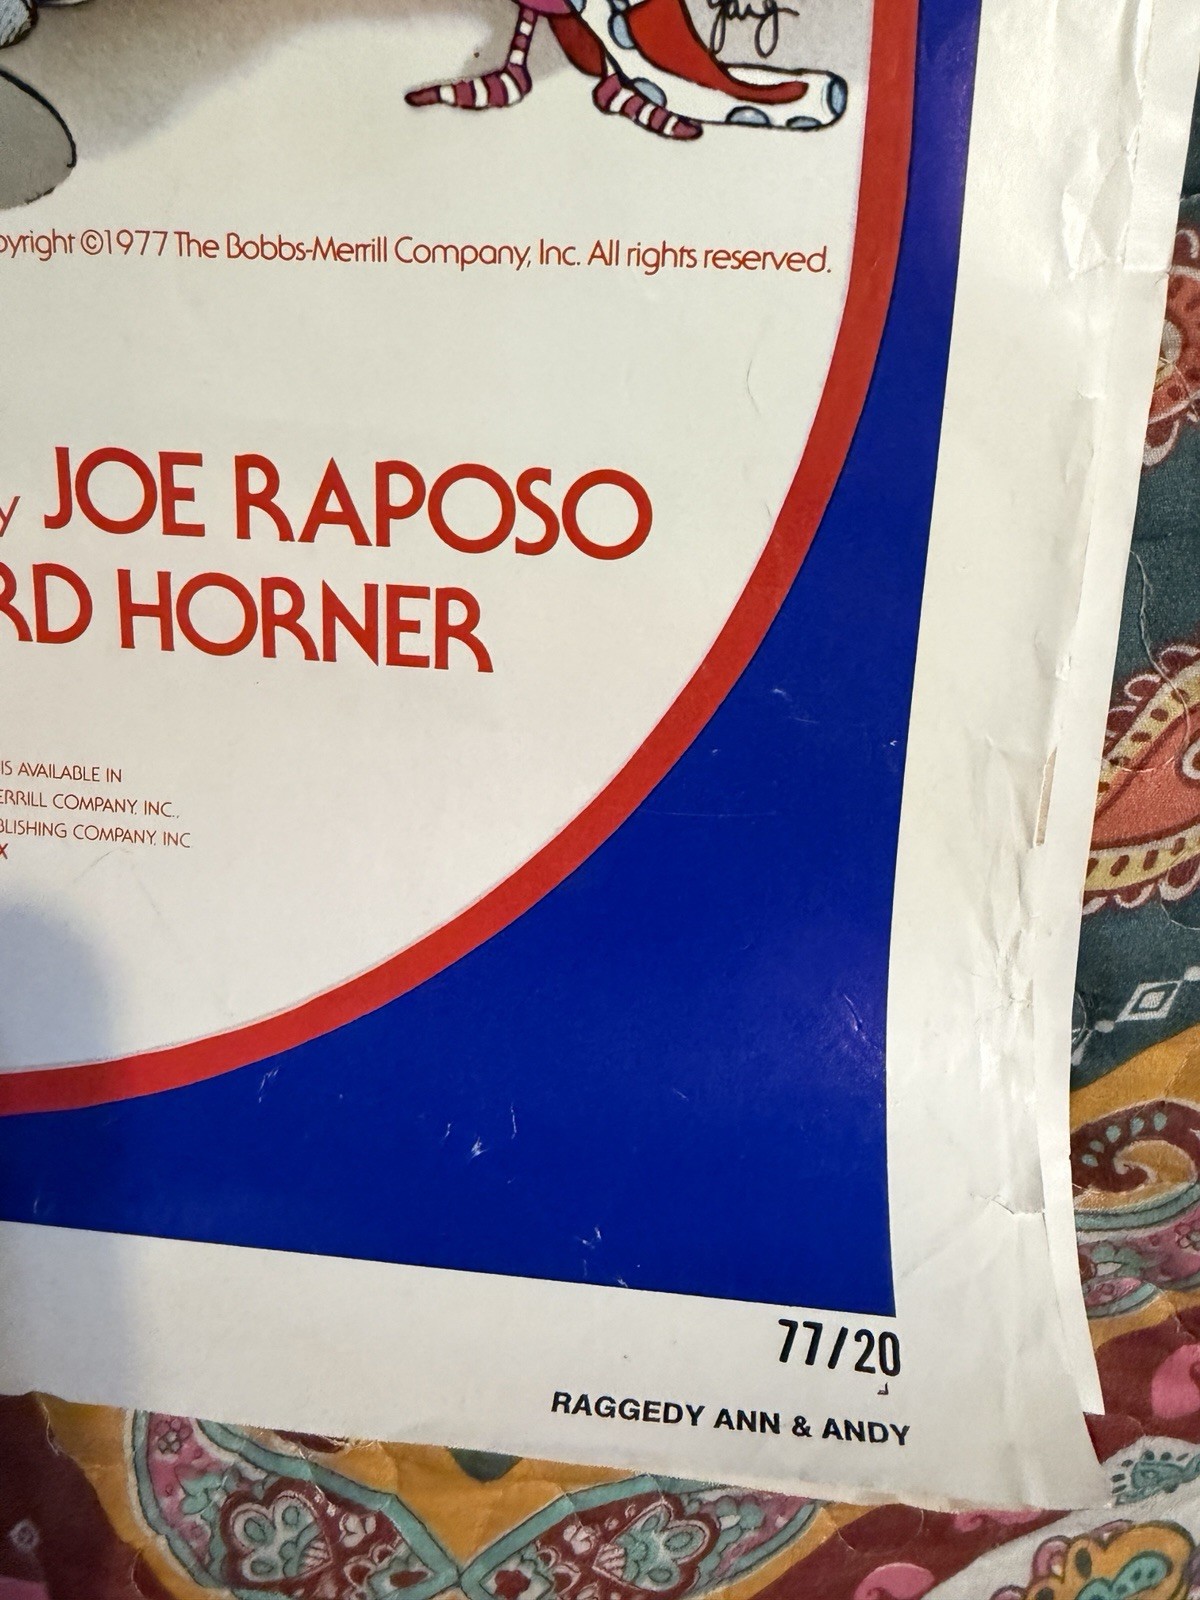 yright ©1977 The Bobbs-Merrill Company, Inc. All rights reserved.
y JOE RAPOSO
RD HORNER
IS AVAILABLE IN
ERRILL COMPANY, INC.,
BLISHING COMPANY, INC
X
77/20
RAGGEDY ANN & ANDY